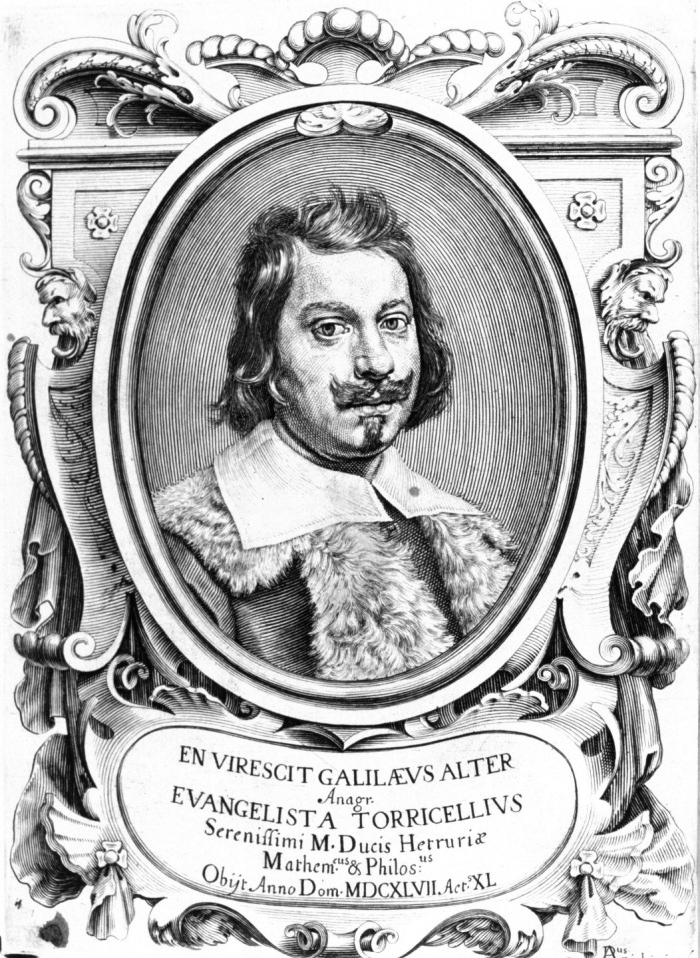 EN VIRESCIT GALILÆVS ALTER
Anagr.
EVANGELISTA TORRICELLIVS
Sereniſſimi M. Ducis Hetruriæ
Mathem:cus & Philos:us
Obijt Anno Dom. MDCXLVII. Aet.s XL